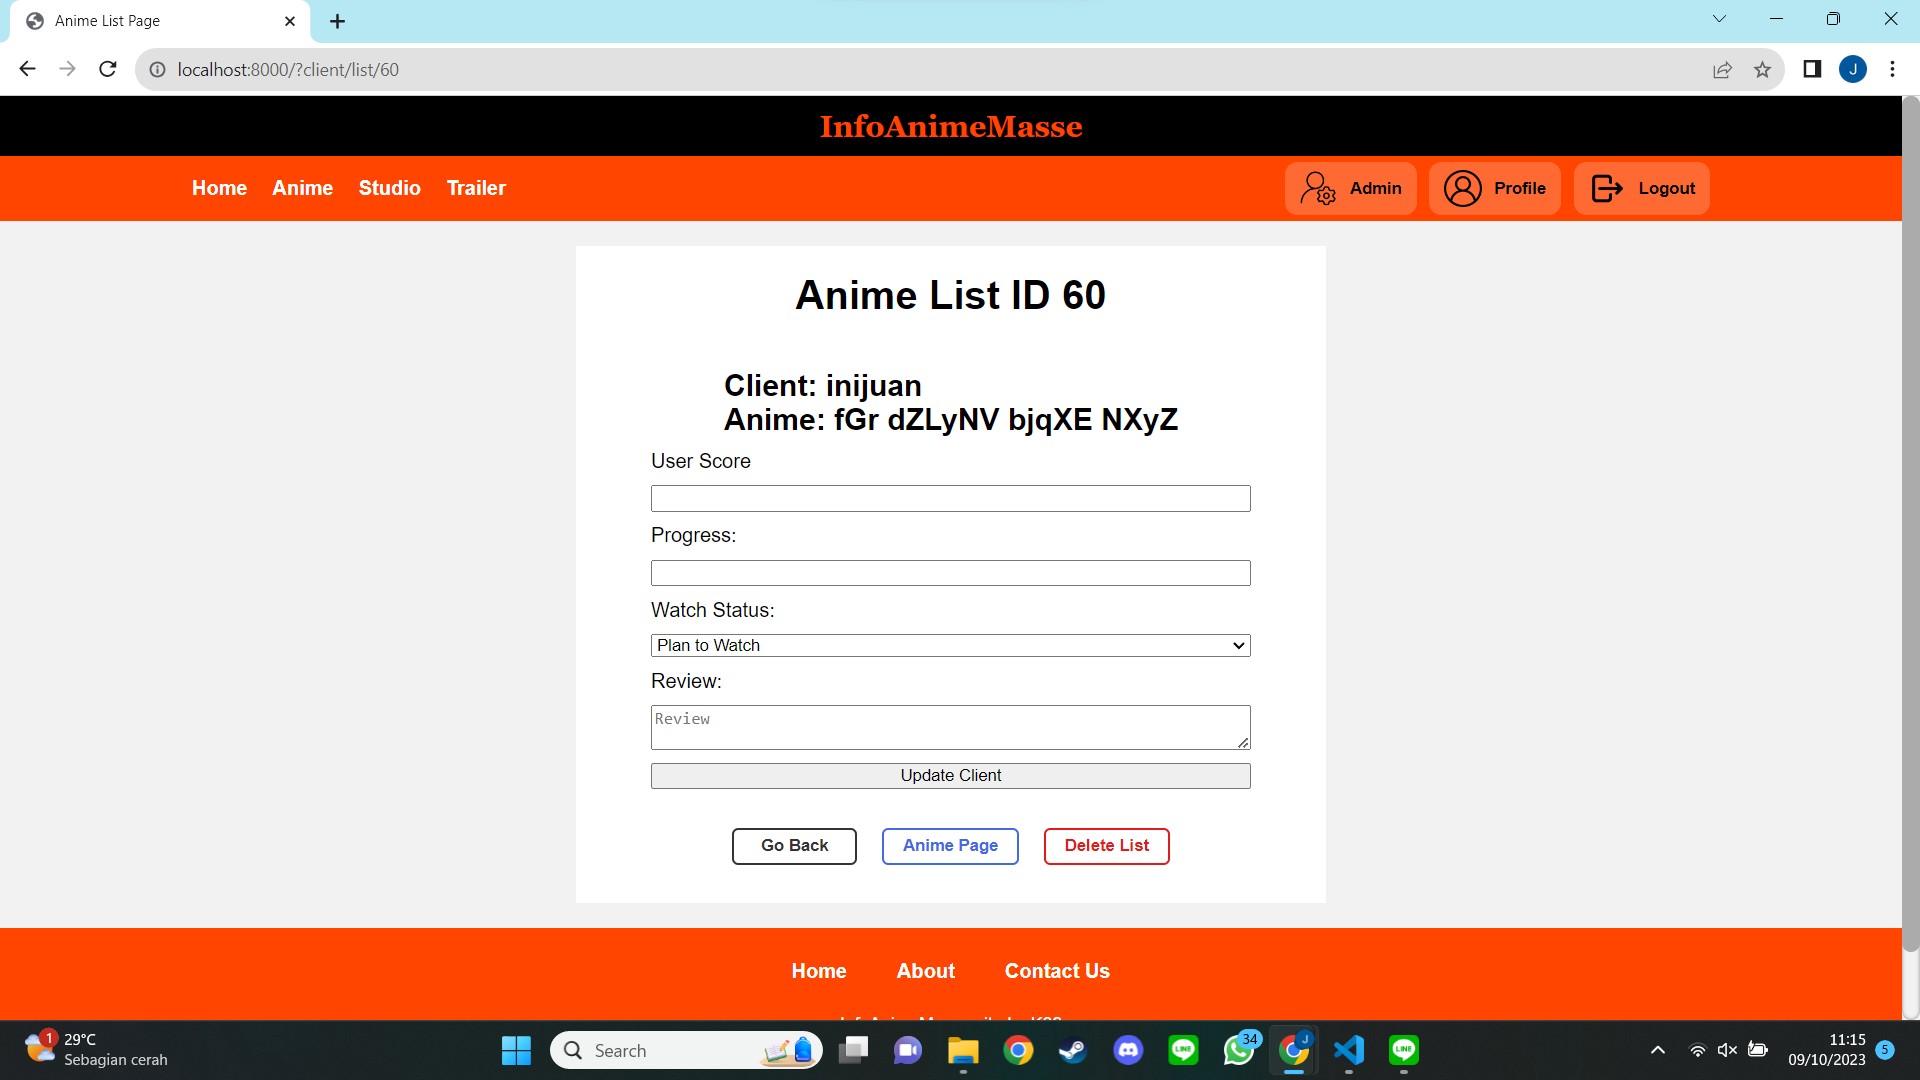 Anime List Page
localhost:8000/?client/list/60
J
InfoAnimeMasse
Home Anime Studio Trailer
Admin Profile Logout
Anime List ID 60
Client: inijuan
Anime: fGr dZLyNV bjqXE NXyZ
User Score
Progress:
Watch Status:
Plan to Watch
Review:
Review
Update Client
Go Back Anime Page Delete List
Home About Contact Us
1 29°C
Sebagian cerah
Search
LINE
34
J
LINE
11:15
09/10/2023
5